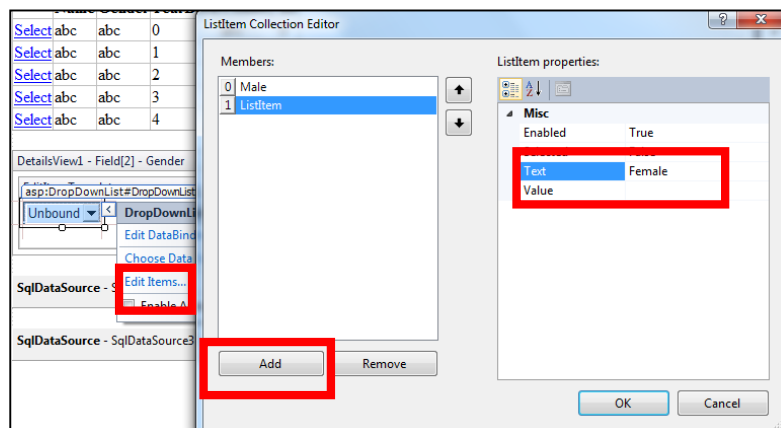 Select abc abc 0
Select abc abc 1
Select abc abc 2
Select abc abc 3
Select abc abc 4
DetailsView1 - Field[2] - Gender
asp:DropDownList#DropDownList
Unbound
DropDownLi
Edit DataBind
Choose Data
Edit Items...
Enable A
SqlDataSource - S
SqlDataSource - SqlDataSource3
ListItem Collection Editor
Members:
0 Male
1 ListItem
Add Remove
ListItem properties:
Misc
Enabled True
Selected False
Text Female
Value
OK Cancel